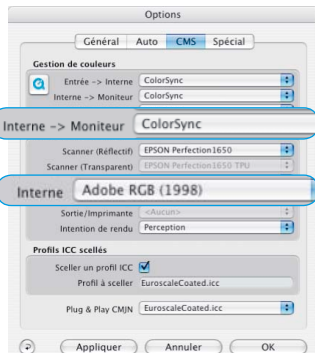 Options
Général Auto CMS Spécial
Gestion de couleurs
Entrée -> Interne ColorSync
Interne -> Moniteur ColorSync
Interne -> Moniteur ColorSync
Scanner (Réflectif) EPSON Perfection1650
Scanner (Transparent) EPSON Perfection1650 TPU
Interne Adobe RGB (1998)
Sortie/Imprimante <Aucun>
Intention de rendu Perception
Profils ICC scellés
Sceller un profil ICC
Profil à sceller EuroscaleCoated.icc
Plug & Play CMJN EuroscaleCoated.icc
? Appliquer Annuler OK